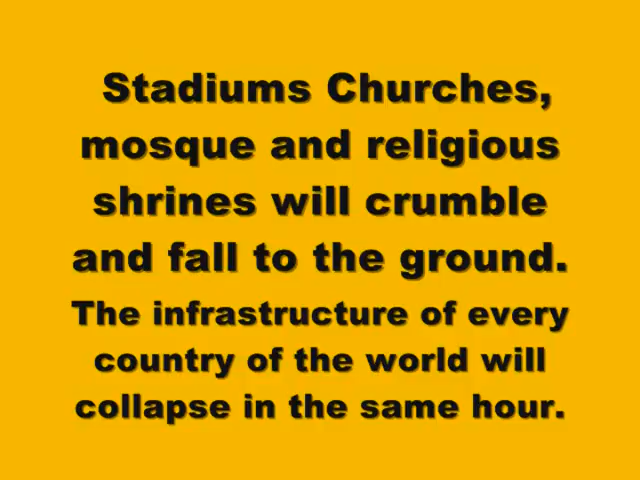 Stadiums Churches,
mosque and religious
shrines will crumble
and fall to the ground.
The infrastructure of every
country of the world will
collapse in the same hour.